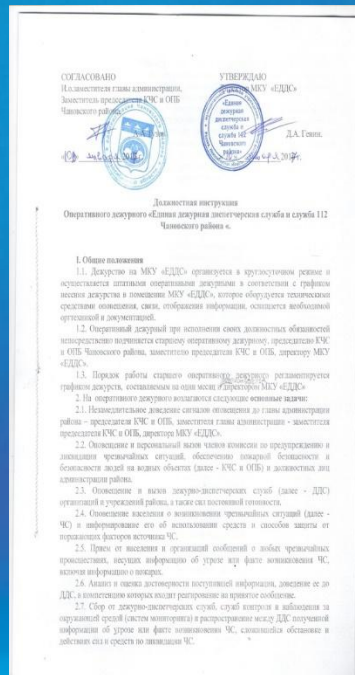 СОГЛАСОВАНО
УТВЕРЖДАЮ
И.о.заместителя главы администрации,
МКУ «ЕДДС»
Заместитель председателя КЧС и ОПБ
Чановского района
«Единая
дежурная
диспетчерская
служба и
служба 112
Чановского
района»
Д.А. Генин.
Должностная инструкция
Оперативного дежурного «Единая дежурная диспетчерская служба и служба 112
Чановского района «.
1. Общие положения
1.1. Дежурство на МКУ «ЕДДС» организуется в круглосуточном режиме и
осуществляется штатными оперативными дежурными в соответствии с графиком
несения дежурства в помещении МКУ «ЕДДС», которое оборудуется техническими
средствами оповещения, связи, отображения информации, оснащается необходимой
оргтехникой и документацией.
1.2. Оперативный дежурный при исполнении своих должностных обязанностей
непосредственно подчиняется старшему оперативному дежурному, председателю КЧС
и ОПБ Чановского района, заместителю председателя КЧС и ОПБ, директору МКУ
«ЕДДС».
1.3. Порядок работы старшего оперативного дежурного регламентируется
графиком дежурств, составляемым на один месяц и директором МКУ «ЕДДС»
2. На оперативного дежурного возлагаются следующие основные задачи:
2.1. Незамедлительное доведение сигналов оповещения до главы администрации
района – председателя КЧС и ОПБ, заместителя главы администрации - заместителя
председателя КЧС и ОПБ, директора МКУ «ЕДДС».
2.2. Оповещение и персональный вызов членов комиссии по предупреждению и
ликвидации чрезвычайных ситуаций, обеспечению пожарной безопасности и
безопасности людей на водных объектах (далее - КЧС и ОПБ) и должностных лиц
администрации района.
2.3. Оповещение и вызов дежурно-диспетчерских служб (далее - ДДС)
организаций и учреждений района, а также сил постоянной готовности.
2.4. Оповещение населения о возникновении чрезвычайных ситуаций (далее -
ЧС) и информирование его об использовании средств и способов защиты от
поражающих факторов источника ЧС.
2.5. Прием от населения и организаций сообщений о любых чрезвычайных
происшествиях, несущих информацию об угрозе или факте возникновения ЧС,
включая информацию о пожарах.
2.6. Анализ и оценка достоверности поступившей информации, доведение ее до
ДДС, в компетенцию которых входит реагирование на принятое сообщение.
2.7. Сбор от дежурно-диспетчерских служб, служб контроля и наблюдения за
окружающей средой (систем мониторинга) и распространение между ДДС полученной
информации об угрозе или факте возникновения ЧС, сложившейся обстановке и
действиях сил и средств по ликвидации ЧС.